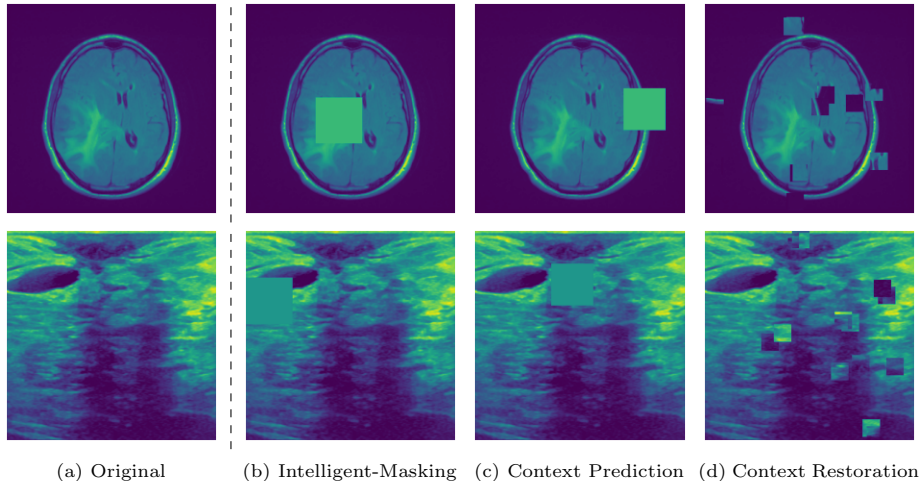 (a) Original (b) Intelligent-Masking (c) Context Prediction (d) Context Restoration